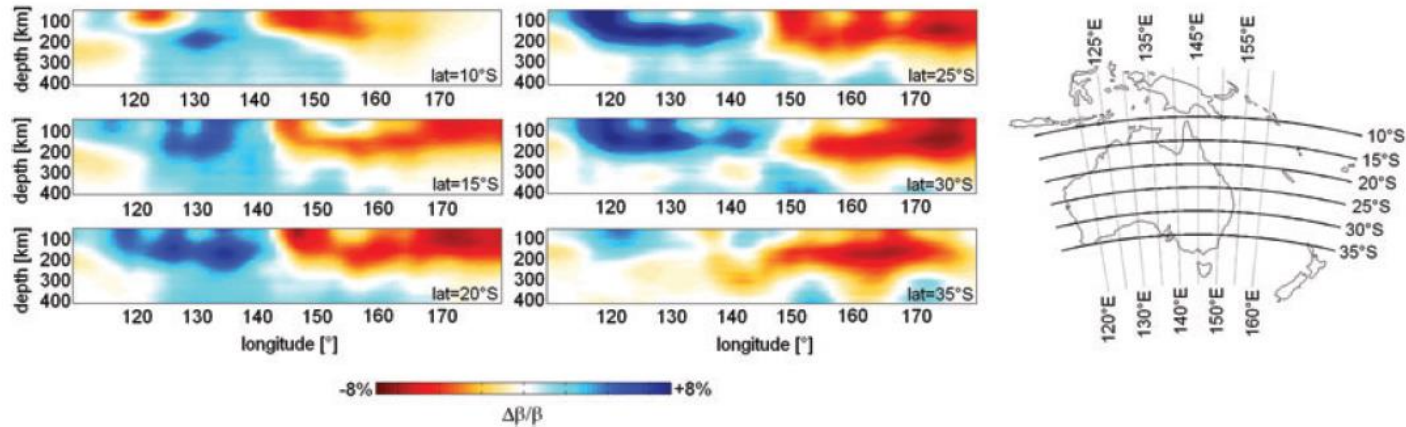 depth [km]
100
200
300
400
lat=10°S
120 130 140 150 160 170
100
200
300
400
lat=25°S
120 130 140 150 160 170
depth [km]
100
200
300
400
lat=15°S
120 130 140 150 160 170
100
200
300
400
lat=30°S
120 130 140 150 160 170
depth [km]
100
200
300
400
lat=20°S
120 130 140 150 160 170
longitude [°]
100
200
300
400
lat=35°S
120 130 140 150 160 170
longitude [°]
-8% +8%
Δβ/β
125°E 135°E 145°E 155°E
10°S
15°S
20°S
25°S
30°S
35°S
120°E 130°E 140°E 150°E 160°E